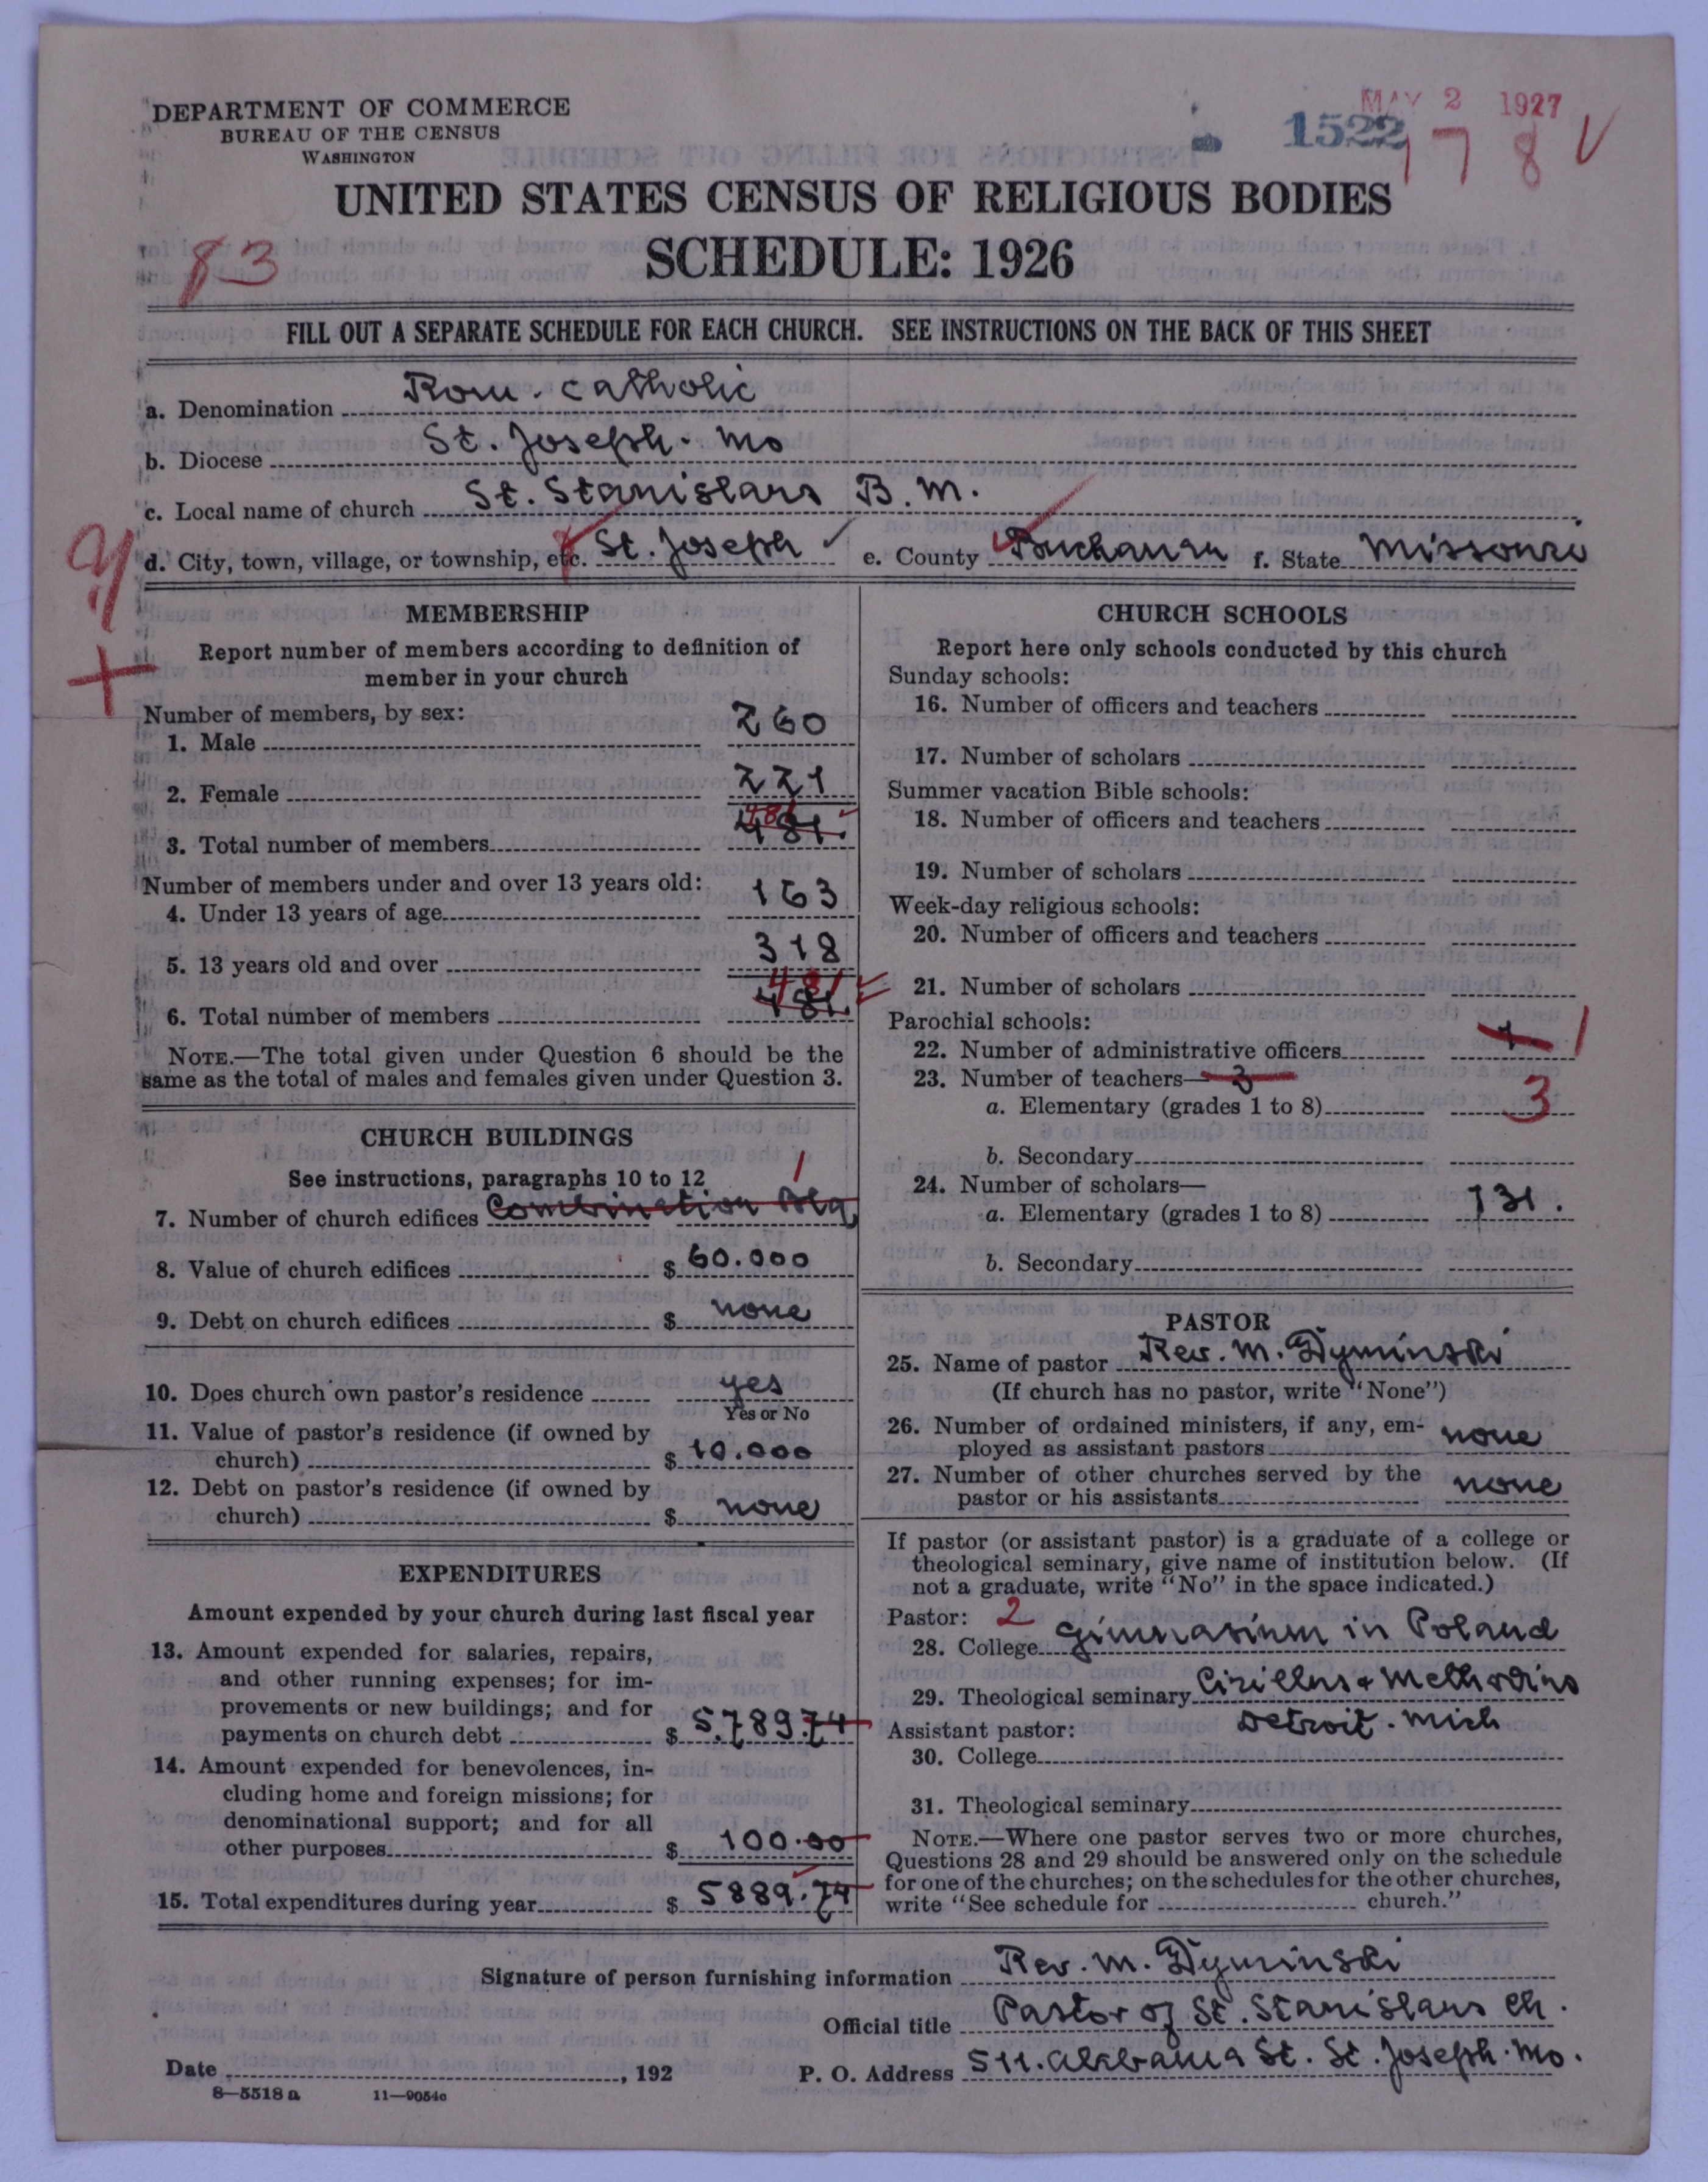 DEPARTMENT OF COMMERCE
BUREAU OF THE CENSUS
WASHINGTON
MAY 2 1927
1522
1 7 8
UNITED STATES CENSUS OF RELIGIOUS BODIES
SCHEDULE: 1926
83
FILL OUT A SEPARATE SCHEDULE FOR EACH CHURCH. SEE INSTRUCTIONS ON THE BACK OF THIS SHEET
a. Denomination Rom. Catholic
b. Diocese St. Joseph. Mo
c. Local name of church St. Stanislaus B. M.
d. City, town, village, or township, etc. St. Joseph e. County Buchanan f. State Missouri
MEMBERSHIP
Report number of members according to definition of
member in your church
Number of members, by sex:
1. Male 260
2. Female 221
481
3. Total number of members 481.
Number of members under and over 13 years old:
4. Under 13 years of age 163
5. 13 years old and over 318
481
6. Total number of members 481.
NOTE.—The total given under Question 6 should be the
same as the total of males and females given under Question 3.
CHURCH BUILDINGS
See instructions, paragraphs 10 to 12
1
7. Number of church edifices Combination Blg
8. Value of church edifices $ 60.000
9. Debt on church edifices $ none
10. Does church own pastor's residence yes
Yes or No
11. Value of pastor's residence (if owned by
church) $ 10.000
12. Debt on pastor's residence (if owned by
church) $ none
EXPENDITURES
Amount expended by your church during last fiscal year
13. Amount expended for salaries, repairs,
and other running expenses; for im-
provements or new buildings; and for
payments on church debt $ 5.789.74
14. Amount expended for benevolences, in-
cluding home and foreign missions; for
denominational support; and for all
other purposes $ 100.00
15. Total expenditures during year $ 5889.74
CHURCH SCHOOLS
Report here only schools conducted by this church
Sunday schools:
16. Number of officers and teachers
17. Number of scholars
Summer vacation Bible schools:
18. Number of officers and teachers
19. Number of scholars
Week-day religious schools:
20. Number of officers and teachers
21. Number of scholars
Parochial schools:
22. Number of administrative officers 1 1
23. Number of teachers— 3
a. Elementary (grades 1 to 8) 3
b. Secondary
24. Number of scholars—
a. Elementary (grades 1 to 8) 131.
b. Secondary
PASTOR
25. Name of pastor Rev. M. Dyminski
(If church has no pastor, write "None")
26. Number of ordained ministers, if any, em-
ployed as assistant pastors none
27. Number of other churches served by the
pastor or his assistants none
If pastor (or assistant pastor) is a graduate of a college or
theological seminary, give name of institution below. (If
not a graduate, write "No" in the space indicated.)
Pastor: 2
28. College Gimnasium in Poland
29. Theological seminary Cirillus & Methodius
Assistant pastor: Detroit. Mich
30. College
31. Theological seminary
NOTE.—Where one pastor serves two or more churches,
Questions 28 and 29 should be answered only on the schedule
for one of the churches; on the schedules for the other churches,
write "See schedule for church."
Signature of person furnishing information Rev. M. Dyminski
Official title Pastor of St. Stanislaus Ch.
Date , 192 P. O. Address 511. Alabama St. St. Joseph. Mo.
8—5518 a 11—9054c